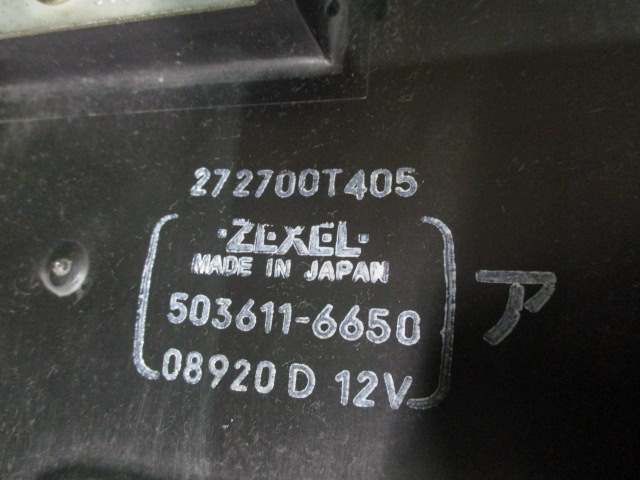 272700T405
·ZEXEL·
MADE IN JAPAN
503611-6650
08920 D 12V
ア